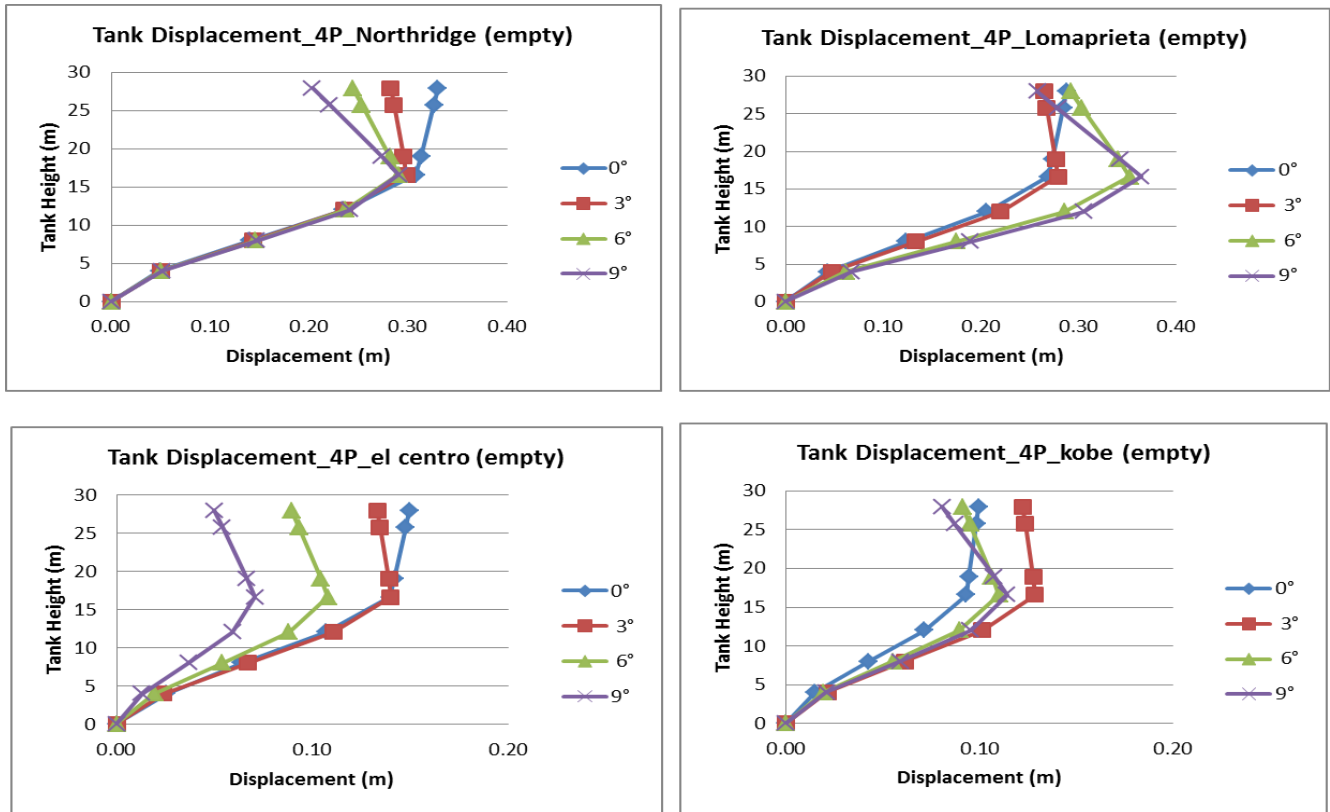 Tank Displacement_4P_Northridge (empty)
Tank Height (m)
30
25
20
15
10
5
0
0.00 0.10 0.20 0.30 0.40
Displacement (m)
0°
3°
6°
9°
Tank Displacement_4P_Lomaprieta (empty)
Tank Height (m)
30
25
20
15
10
5
0
0.00 0.10 0.20 0.30 0.40
Displacement (m)
0°
3°
6°
9°
Tank Displacement_4P_el centro (empty)
Tank Height (m)
30
25
20
15
10
5
0
0.00 0.10 0.20
Displacement (m)
0°
3°
6°
9°
Tank Displacement_4P_kobe (empty)
Tank Height (m)
30
25
20
15
10
5
0
0.00 0.10 0.20
Displacement (m)
0°
3°
6°
9°